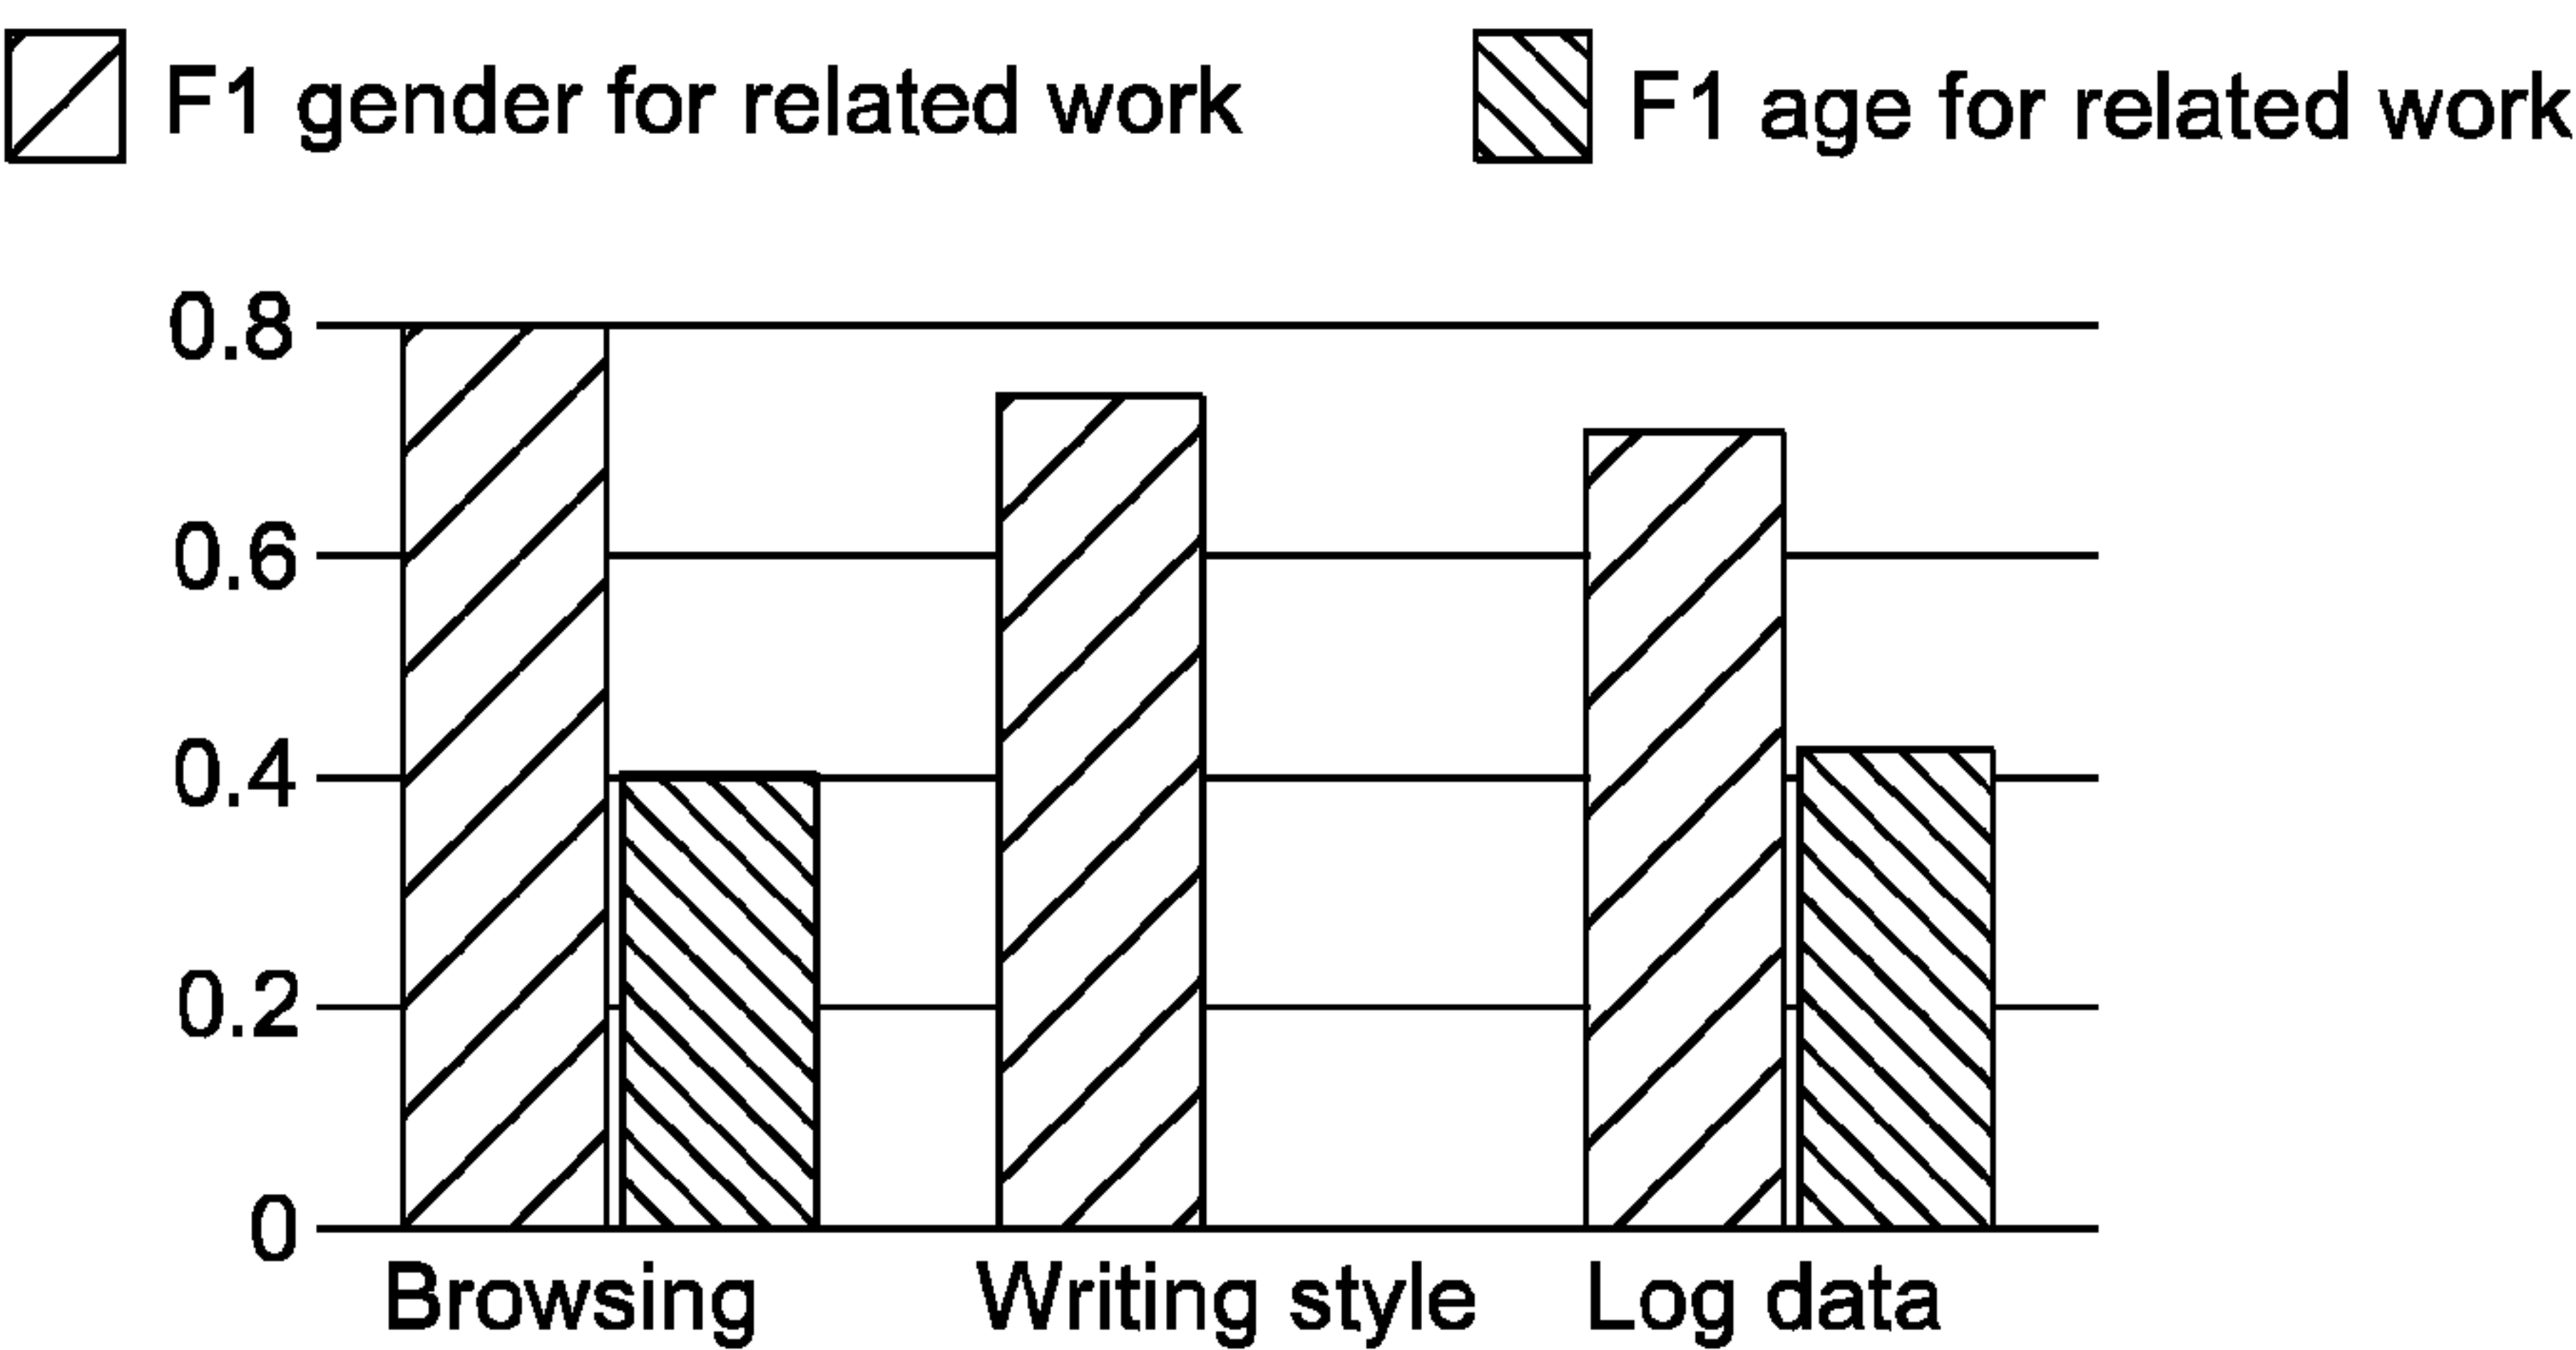 F1 gender for related work
F1 age for related work
0.8
0.6
0.4
0.2
0
Browsing
Writing style
Log data